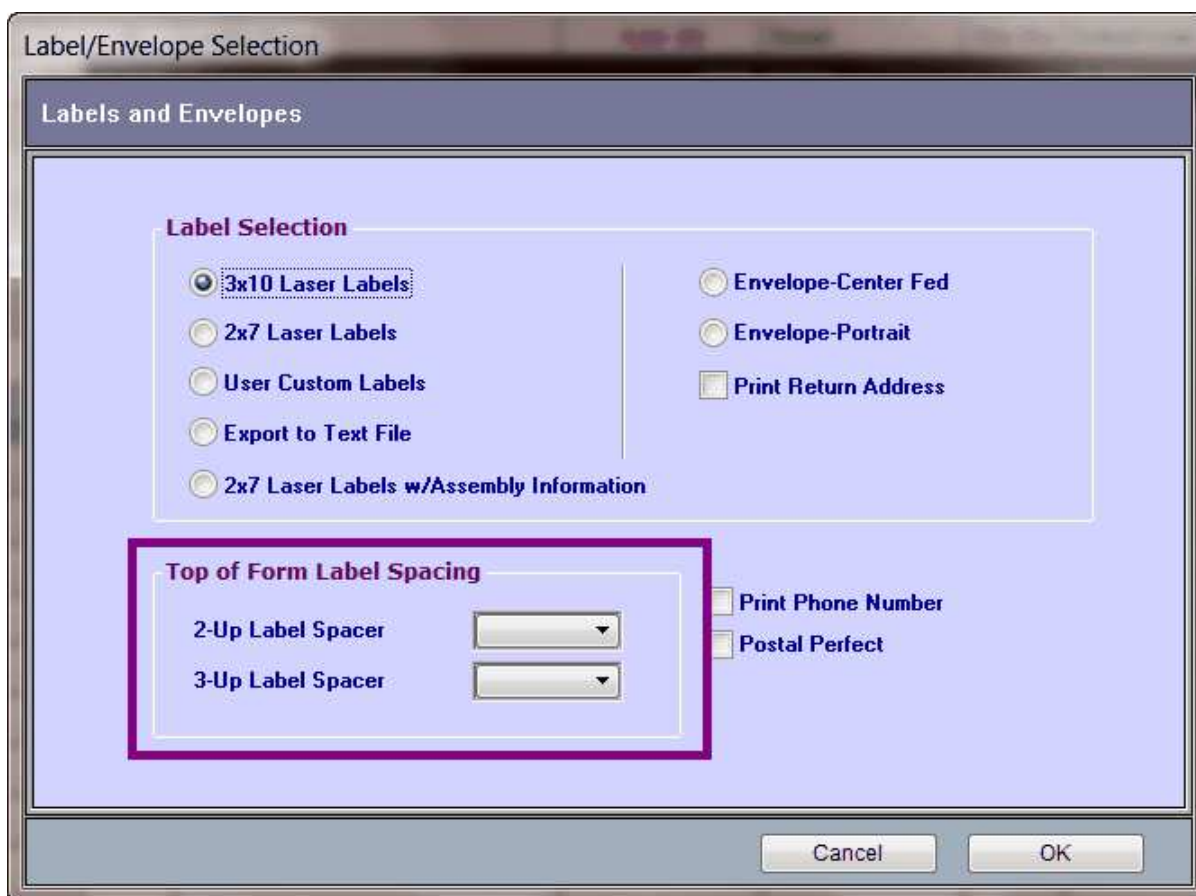 Label/Envelope Selection
Labels and Envelopes
Label Selection
3x10 Laser Labels
2x7 Laser Labels
User Custom Labels
Export to Text File
2x7 Laser Labels w/Assembly Information
Envelope-Center Fed
Envelope-Portrait
Print Return Address
Top of Form Label Spacing
2-Up Label Spacer
3-Up Label Spacer
Print Phone Number
Postal Perfect
Cancel
OK